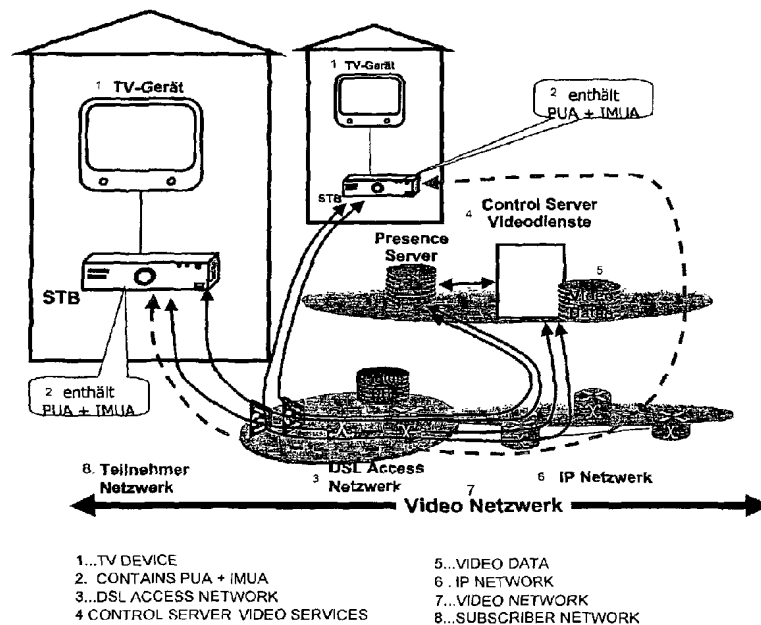 1 TV-Gerät
1 TV-Gerät
2 enthält
PUA + IMUA
STB
4 Control Server
Videodienste
Presence
Server
5
Video
Daten
STB
2 enthält
PUA + IMUA
8. Teilnehmer
Netzwerk
3 DSL Access
Netzwerk
6 IP Netzwerk
7
Video Netzwerk
1...TV DEVICE
2. CONTAINS PUA + IMUA
3...DSL ACCESS NETWORK
4 CONTROL SERVER VIDEO SERVICES
5...VIDEO DATA
6 . IP NETWORK
7...VIDEO NETWORK
8...SUBSCRIBER NETWORK